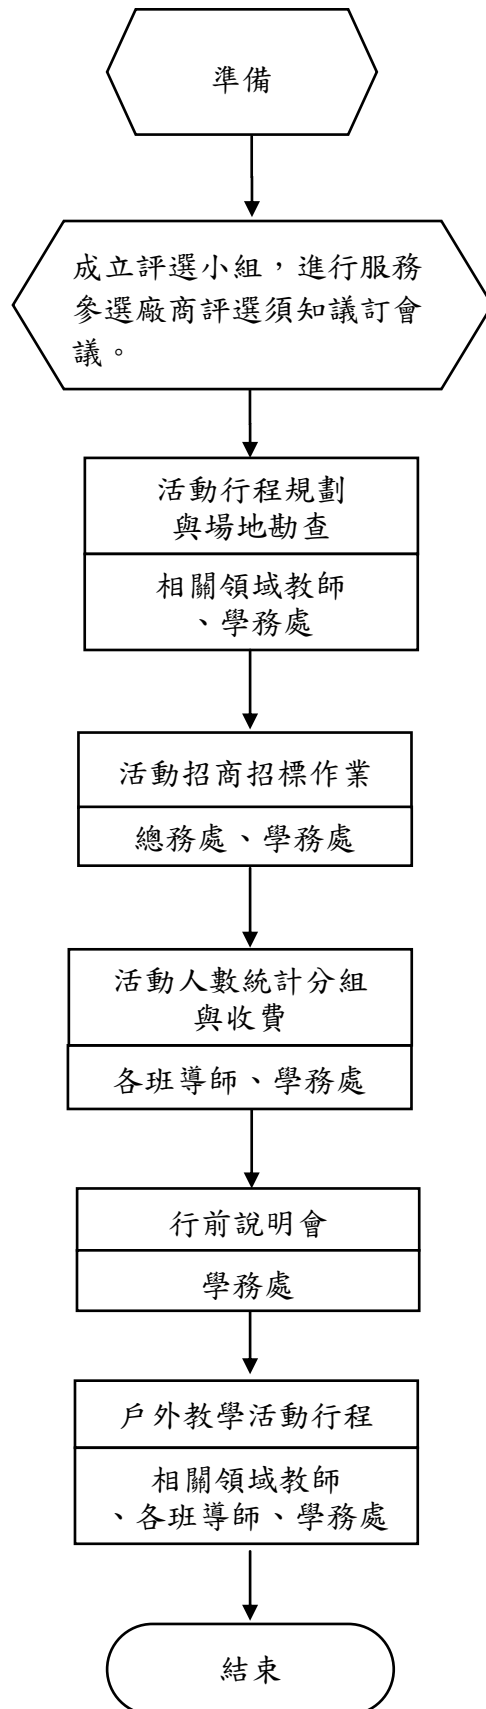 準備
成立評選小組，進行服務
參選廠商評選須知議訂會
議。
活動行程規劃
與場地勘查
相關領域教師
、學務處
活動招商招標作業
總務處、學務處
活動人數統計分組
與收費
各班導師、學務處
行前說明會
學務處
戶外教學活動行程
相關領域教師
、各班導師、學務處
結束